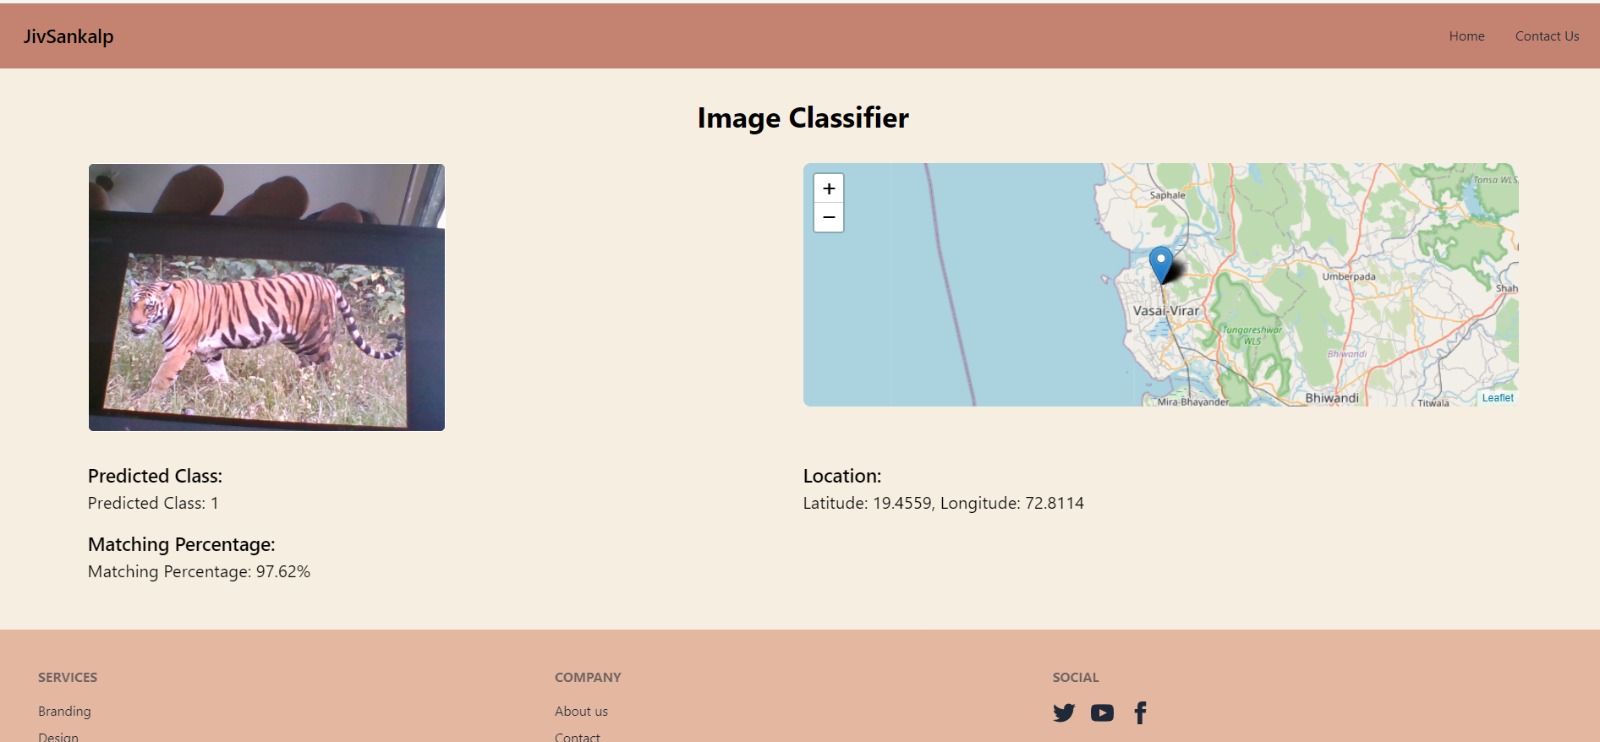 JivSankalp
Home
Contact Us
Image Classifier
+
−
Saphale
Tansa WLS
Umberpada
Shah
Vasai-Virar
Tungareshwar
WLS
Bhiwandi
Mira-Bhayander
Bhiwandi
Titwala
Leaflet
Predicted Class:
Predicted Class: 1
Matching Percentage:
Matching Percentage: 97.62%
Location:
Latitude: 19.4559, Longitude: 72.8114
SERVICES
Branding
Design
COMPANY
About us
Contact
SOCIAL